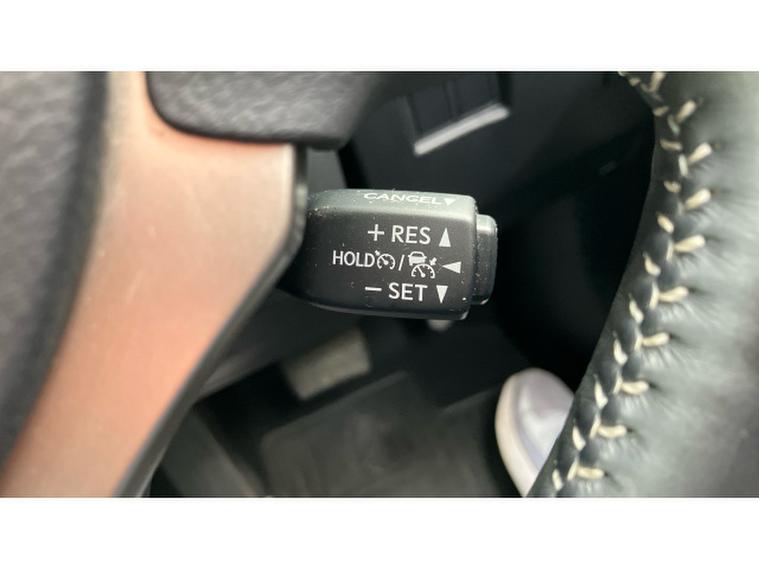 CANCEL▼
+ RES ▲
HOLD / ◄
− SET ▼